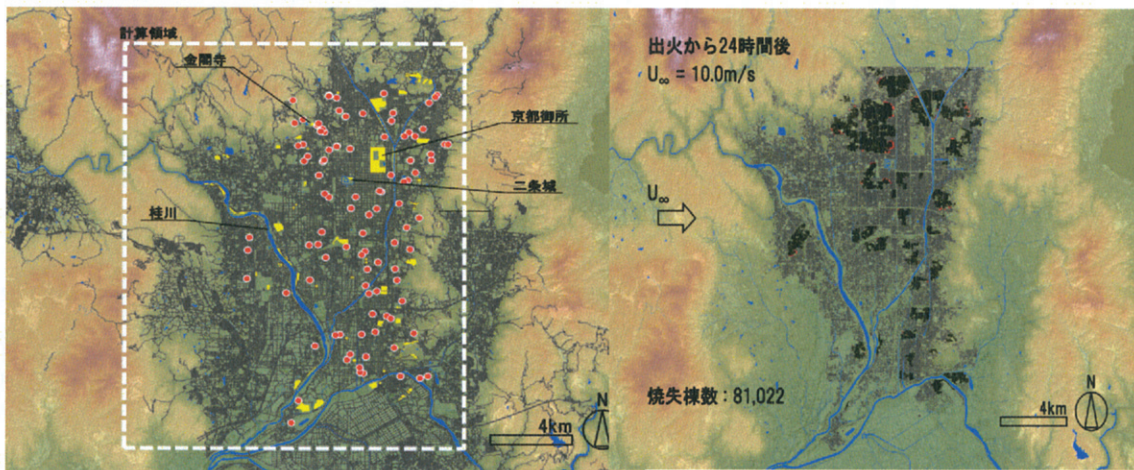 計算領域
金閣寺
京都御所
二条城
桂川
N
4km
出火から24時間後
U∞ = 10.0m/s
U∞
焼失棟数：81,022
N
4km